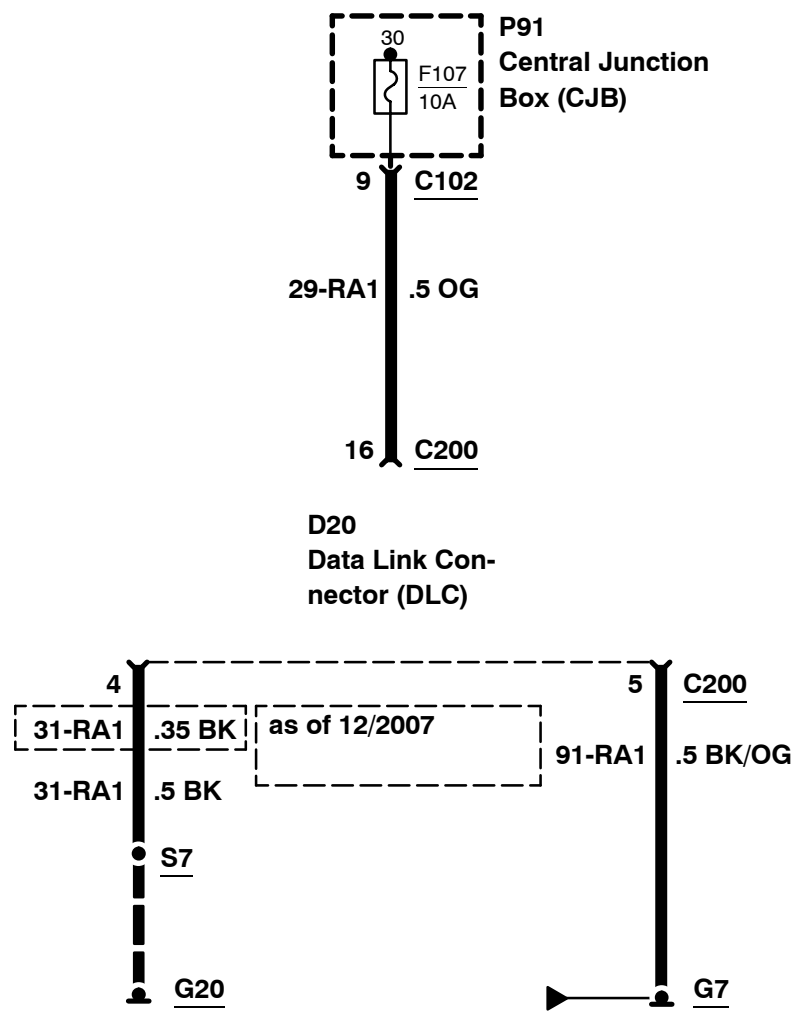 P91
Central Junction
Box (CJB)
30
F107
10A
9 C102
29-RA1 .5 OG
16 C200
D20
Data Link Con-
nector (DLC)
4
5 C200
31-RA1 .35 BK
as of 12/2007
91-RA1 .5 BK/OG
31-RA1 .5 BK
S7
G20
G7